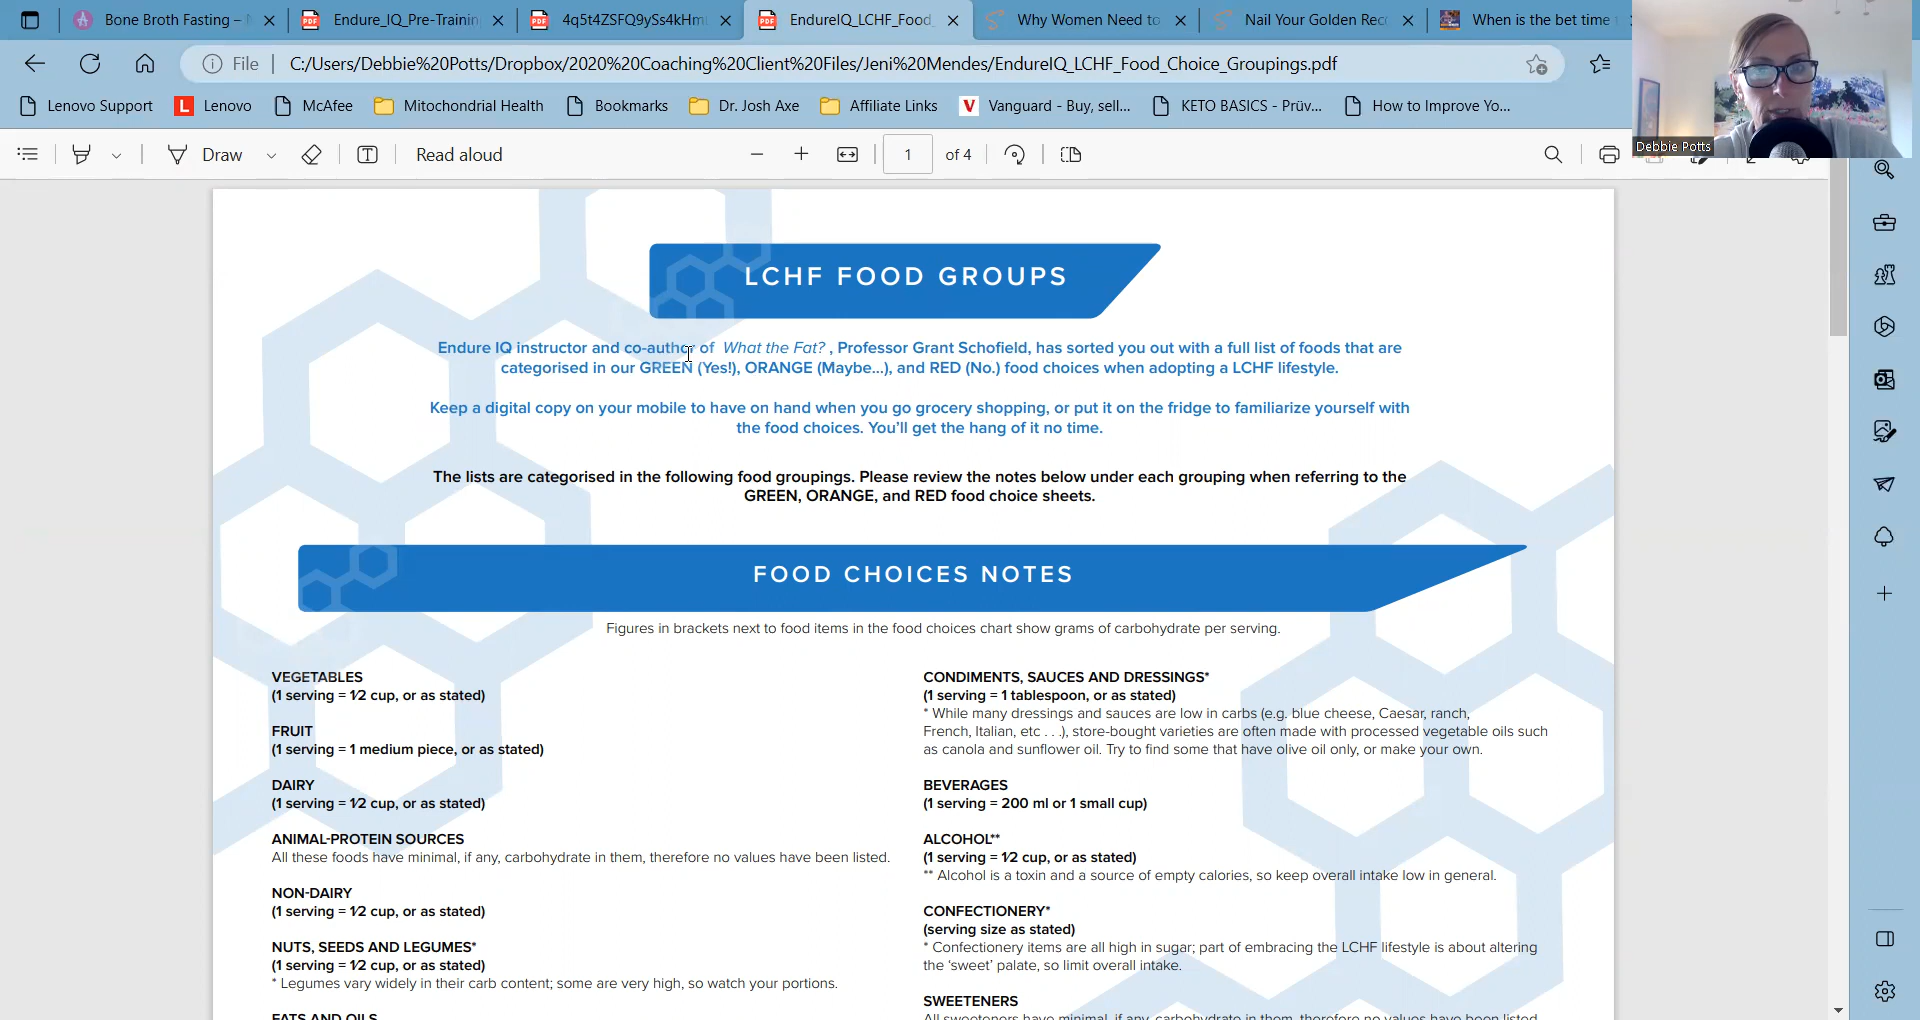 Bone Broth Fasting –
Endure_IQ_Pre-Training
4q5t4ZSFQ9ySs4kHm
EndureIQ_LCHF_Food_
Why Women Need to
Nail Your Golden Rec
When is the bet time
File
C:/Users/Debbie%20Potts/Dropbox/2020%20Coaching%20Client%20Files/Jeni%20Mendes/EndureIQ_LCHF_Food_Choice_Groupings.pdf
Lenovo Support
L Lenovo
McAfee
Mitochondrial Health
Bookmarks
Dr. Josh Axe
Affiliate Links
V Vanguard - Buy, sell...
KETO BASICS - Prüv...
How to Improve Yo...
Debbie Potts
Draw
Read aloud
1 of 4
LCHF FOOD GROUPS
Endure IQ instructor and co-author of What the Fat? , Professor Grant Schofield, has sorted you out with a full list of foods that are
categorised in our GREEN (Yes!), ORANGE (Maybe...), and RED (No.) food choices when adopting a LCHF lifestyle.
Keep a digital copy on your mobile to have on hand when you go grocery shopping, or put it on the fridge to familiarize yourself with
the food choices. You'll get the hang of it no time.
The lists are categorised in the following food groupings. Please review the notes below under each grouping when referring to the
GREEN, ORANGE, and RED food choice sheets.
FOOD CHOICES NOTES
Figures in brackets next to food items in the food choices chart show grams of carbohydrate per serving.
VEGETABLES
(1 serving = 1⁄2 cup, or as stated)
FRUIT
(1 serving = 1 medium piece, or as stated)
DAIRY
(1 serving = 1⁄2 cup, or as stated)
ANIMAL-PROTEIN SOURCES
All these foods have minimal, if any, carbohydrate in them, therefore no values have been listed.
NON-DAIRY
(1 serving = 1⁄2 cup, or as stated)
NUTS, SEEDS AND LEGUMES*
(1 serving = 1⁄2 cup, or as stated)
* Legumes vary widely in their carb content; some are very high, so watch your portions.
FATS AND OILS
CONDIMENTS, SAUCES AND DRESSINGS*
(1 serving = 1 tablespoon, or as stated)
* While many dressings and sauces are low in carbs (e.g. blue cheese, Caesar, ranch,
French, Italian, etc . . .), store-bought varieties are often made with processed vegetable oils such
as canola and sunflower oil. Try to find some that have olive oil only, or make your own.
BEVERAGES
(1 serving = 200 ml or 1 small cup)
ALCOHOL**
(1 serving = 1⁄2 cup, or as stated)
** Alcohol is a toxin and a source of empty calories, so keep overall intake low in general.
CONFECTIONERY*
(serving size as stated)
* Confectionery items are all high in sugar; part of embracing the LCHF lifestyle is about altering
the 'sweet' palate, so limit overall intake.
SWEETENERS
All sweeteners have minimal, if any, carbohydrate in them, therefore no values have been listed.